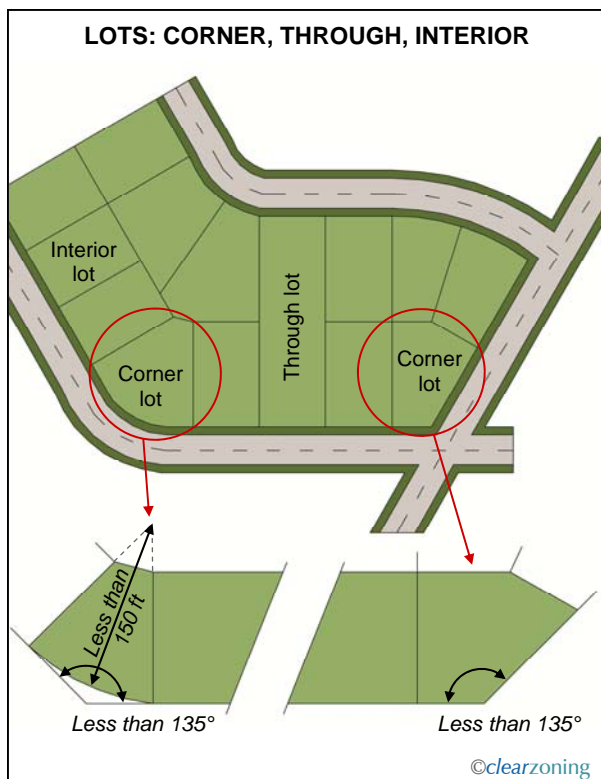 LOTS: CORNER, THROUGH, INTERIOR
Interior
lot
Through lot
Corner
lot
Corner
lot
Less than
150 ft
Less than 135°
Less than 135°
©clearzoning